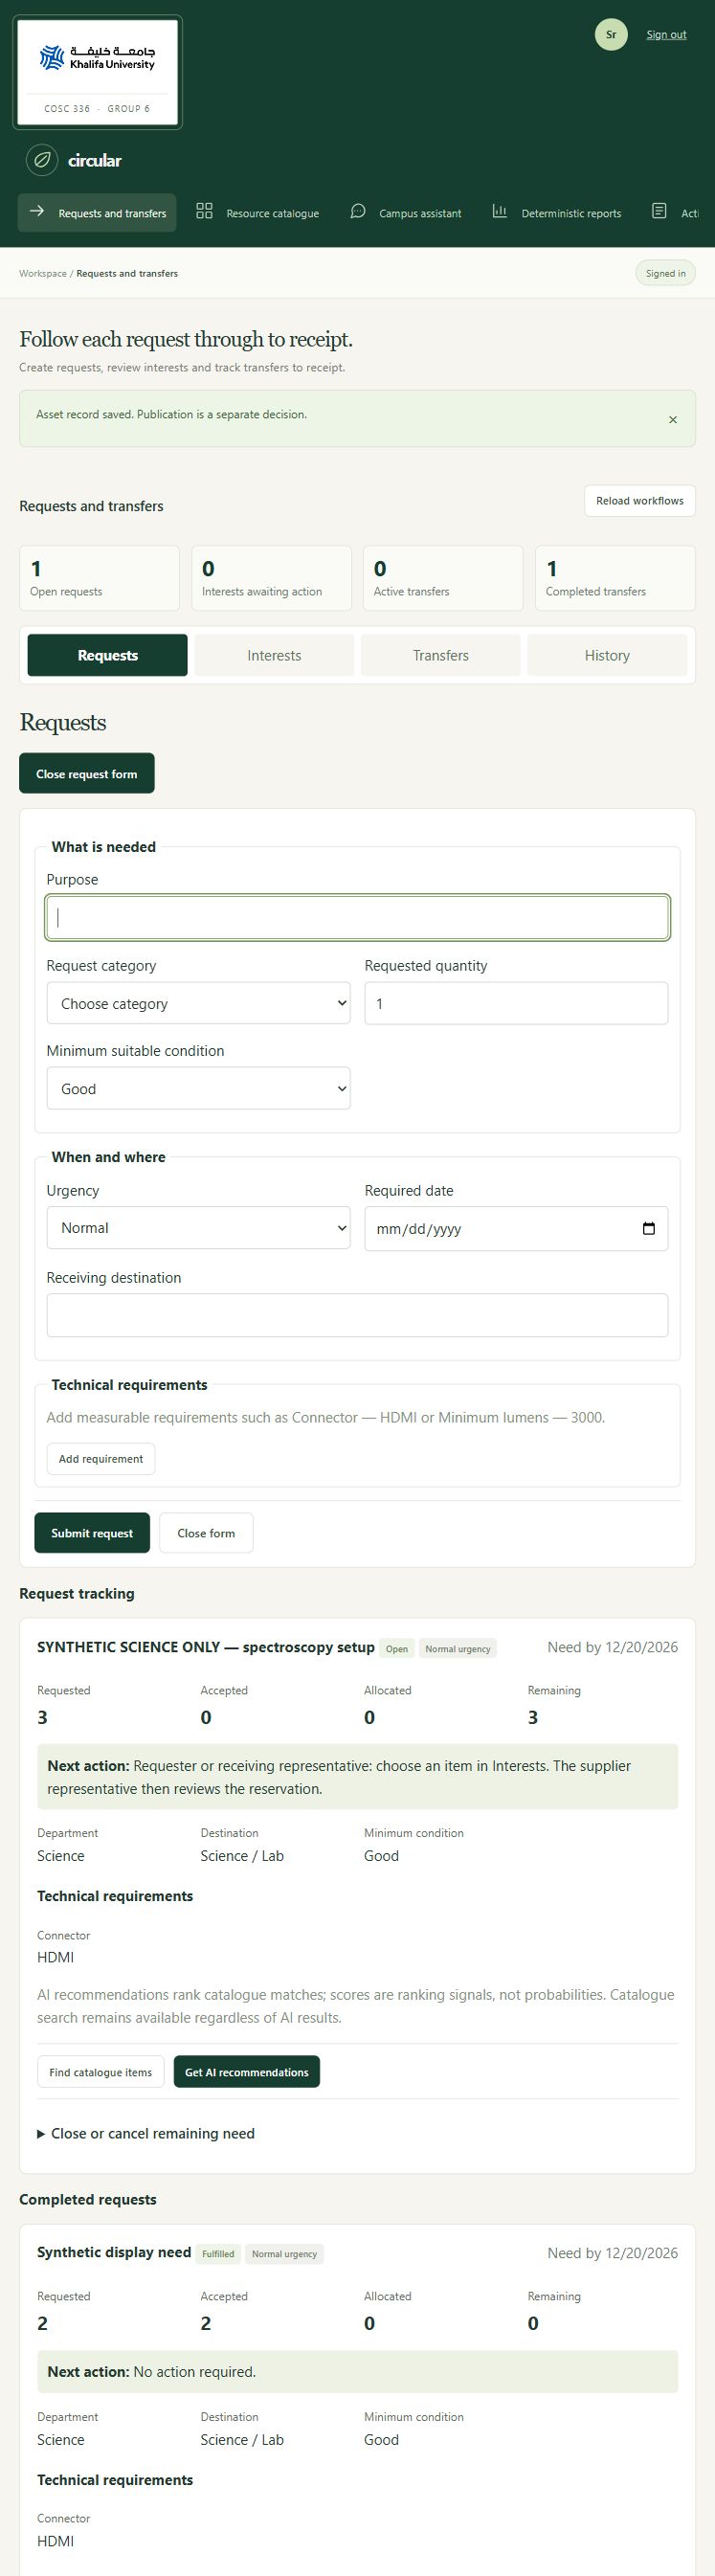 جامعــة خليفــة
Khalifa University
COSC 336 · GROUP 6
Sr
Sign out
circular
Requests and transfers
Resource catalogue
Campus assistant
Deterministic reports
Acti
Workspace / Requests and transfers
Signed in
Follow each request through to receipt.
Create requests, review interests and track transfers to receipt.
Asset record saved. Publication is a separate decision.
×
Requests and transfers
Reload workflows
1
Open requests
0
Interests awaiting action
0
Active transfers
1
Completed transfers
Requests
Interests
Transfers
History
Requests
Close request form
What is needed
Purpose
Request category
Requested quantity
Choose category
1
Minimum suitable condition
Good
When and where
Urgency
Required date
Normal
mm/dd/yyyy
Receiving destination
Technical requirements
Add measurable requirements such as Connector — HDMI or Minimum lumens — 3000.
Add requirement
Submit request
Close form
Request tracking
SYNTHETIC SCIENCE ONLY — spectroscopy setup Open Normal urgency Need by 12/20/2026
Requested Accepted Allocated Remaining
3 0 0 3
Next action: Requester or receiving representative: choose an item in Interests. The supplier
representative then reviews the reservation.
Department Destination Minimum condition
Science Science / Lab Good
Technical requirements
Connector
HDMI
AI recommendations rank catalogue matches; scores are ranking signals, not probabilities. Catalogue
search remains available regardless of AI results.
Find catalogue items
Get AI recommendations
▶ Close or cancel remaining need
Completed requests
Synthetic display need Fulfilled Normal urgency Need by 12/20/2026
Requested Accepted Allocated Remaining
2 2 0 0
Next action: No action required.
Department Destination Minimum condition
Science Science / Lab Good
Technical requirements
Connector
HDMI